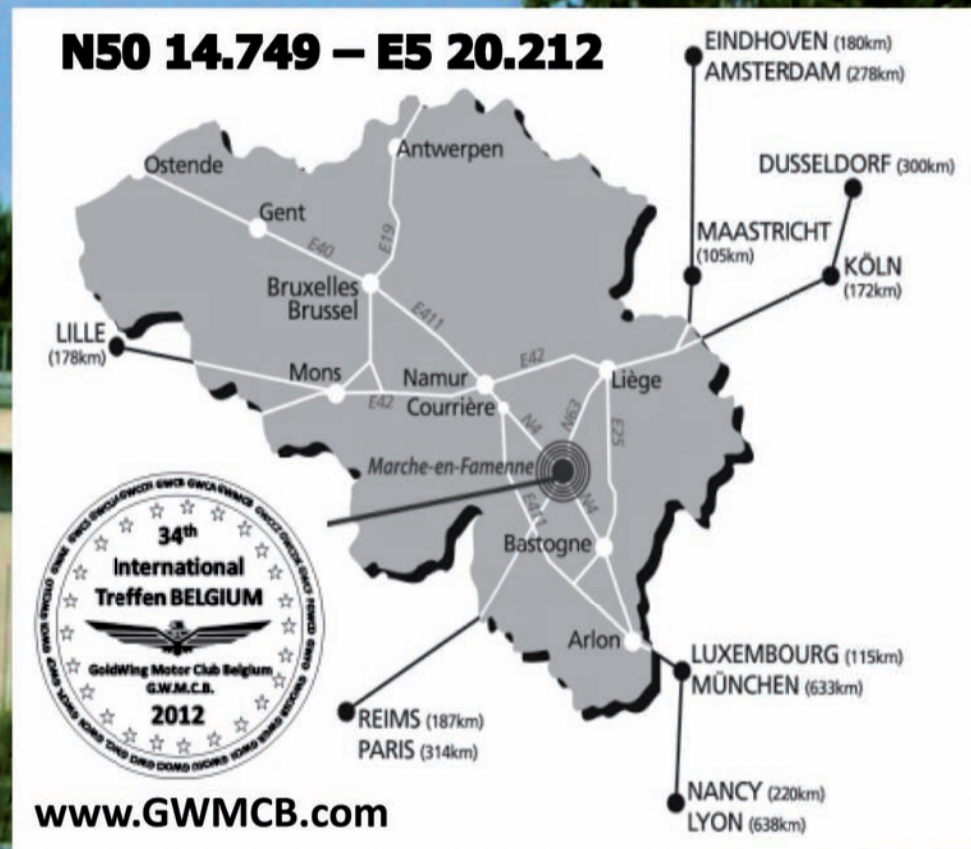 N50 14.749 – E5 20.212
EINDHOVEN (180km)
AMSTERDAM (278km)
DUSSELDORF (300km)
MAASTRICHT
(105km)
KÖLN
(172km)
Ostende
Antwerpen
Gent
E40
E19
Bruxelles
Brussel
E411
LILLE
(178km)
Mons
E42
Namur
Courrière
E42
Liège
N4
N63
E25
Marche-en-Famenne
E411
N4
Bastogne
Arlon
LUXEMBOURG (115km)
MÜNCHEN (633km)
REIMS (187km)
PARIS (314km)
NANCY (220km)
LYON (638km)
34th
International
Treffen BELGIUM
GoldWing Motor Club Belgium
G.W.M.C.B.
2012
www.GWMCB.com